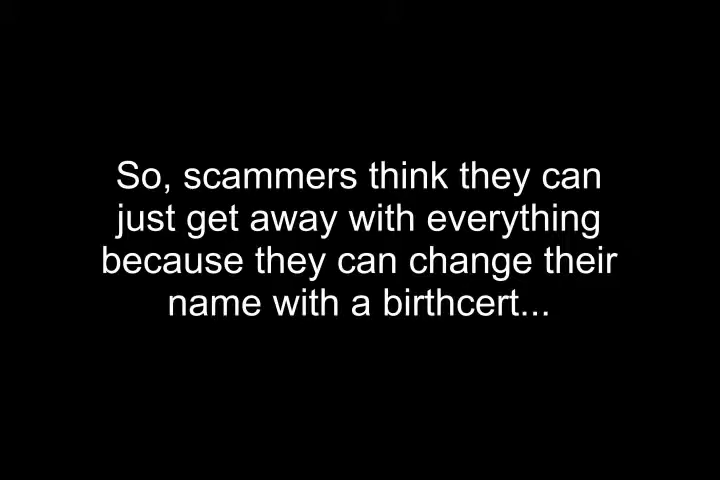 So, scammers think they can
just get away with everything
because they can change their
name with a birthcert...